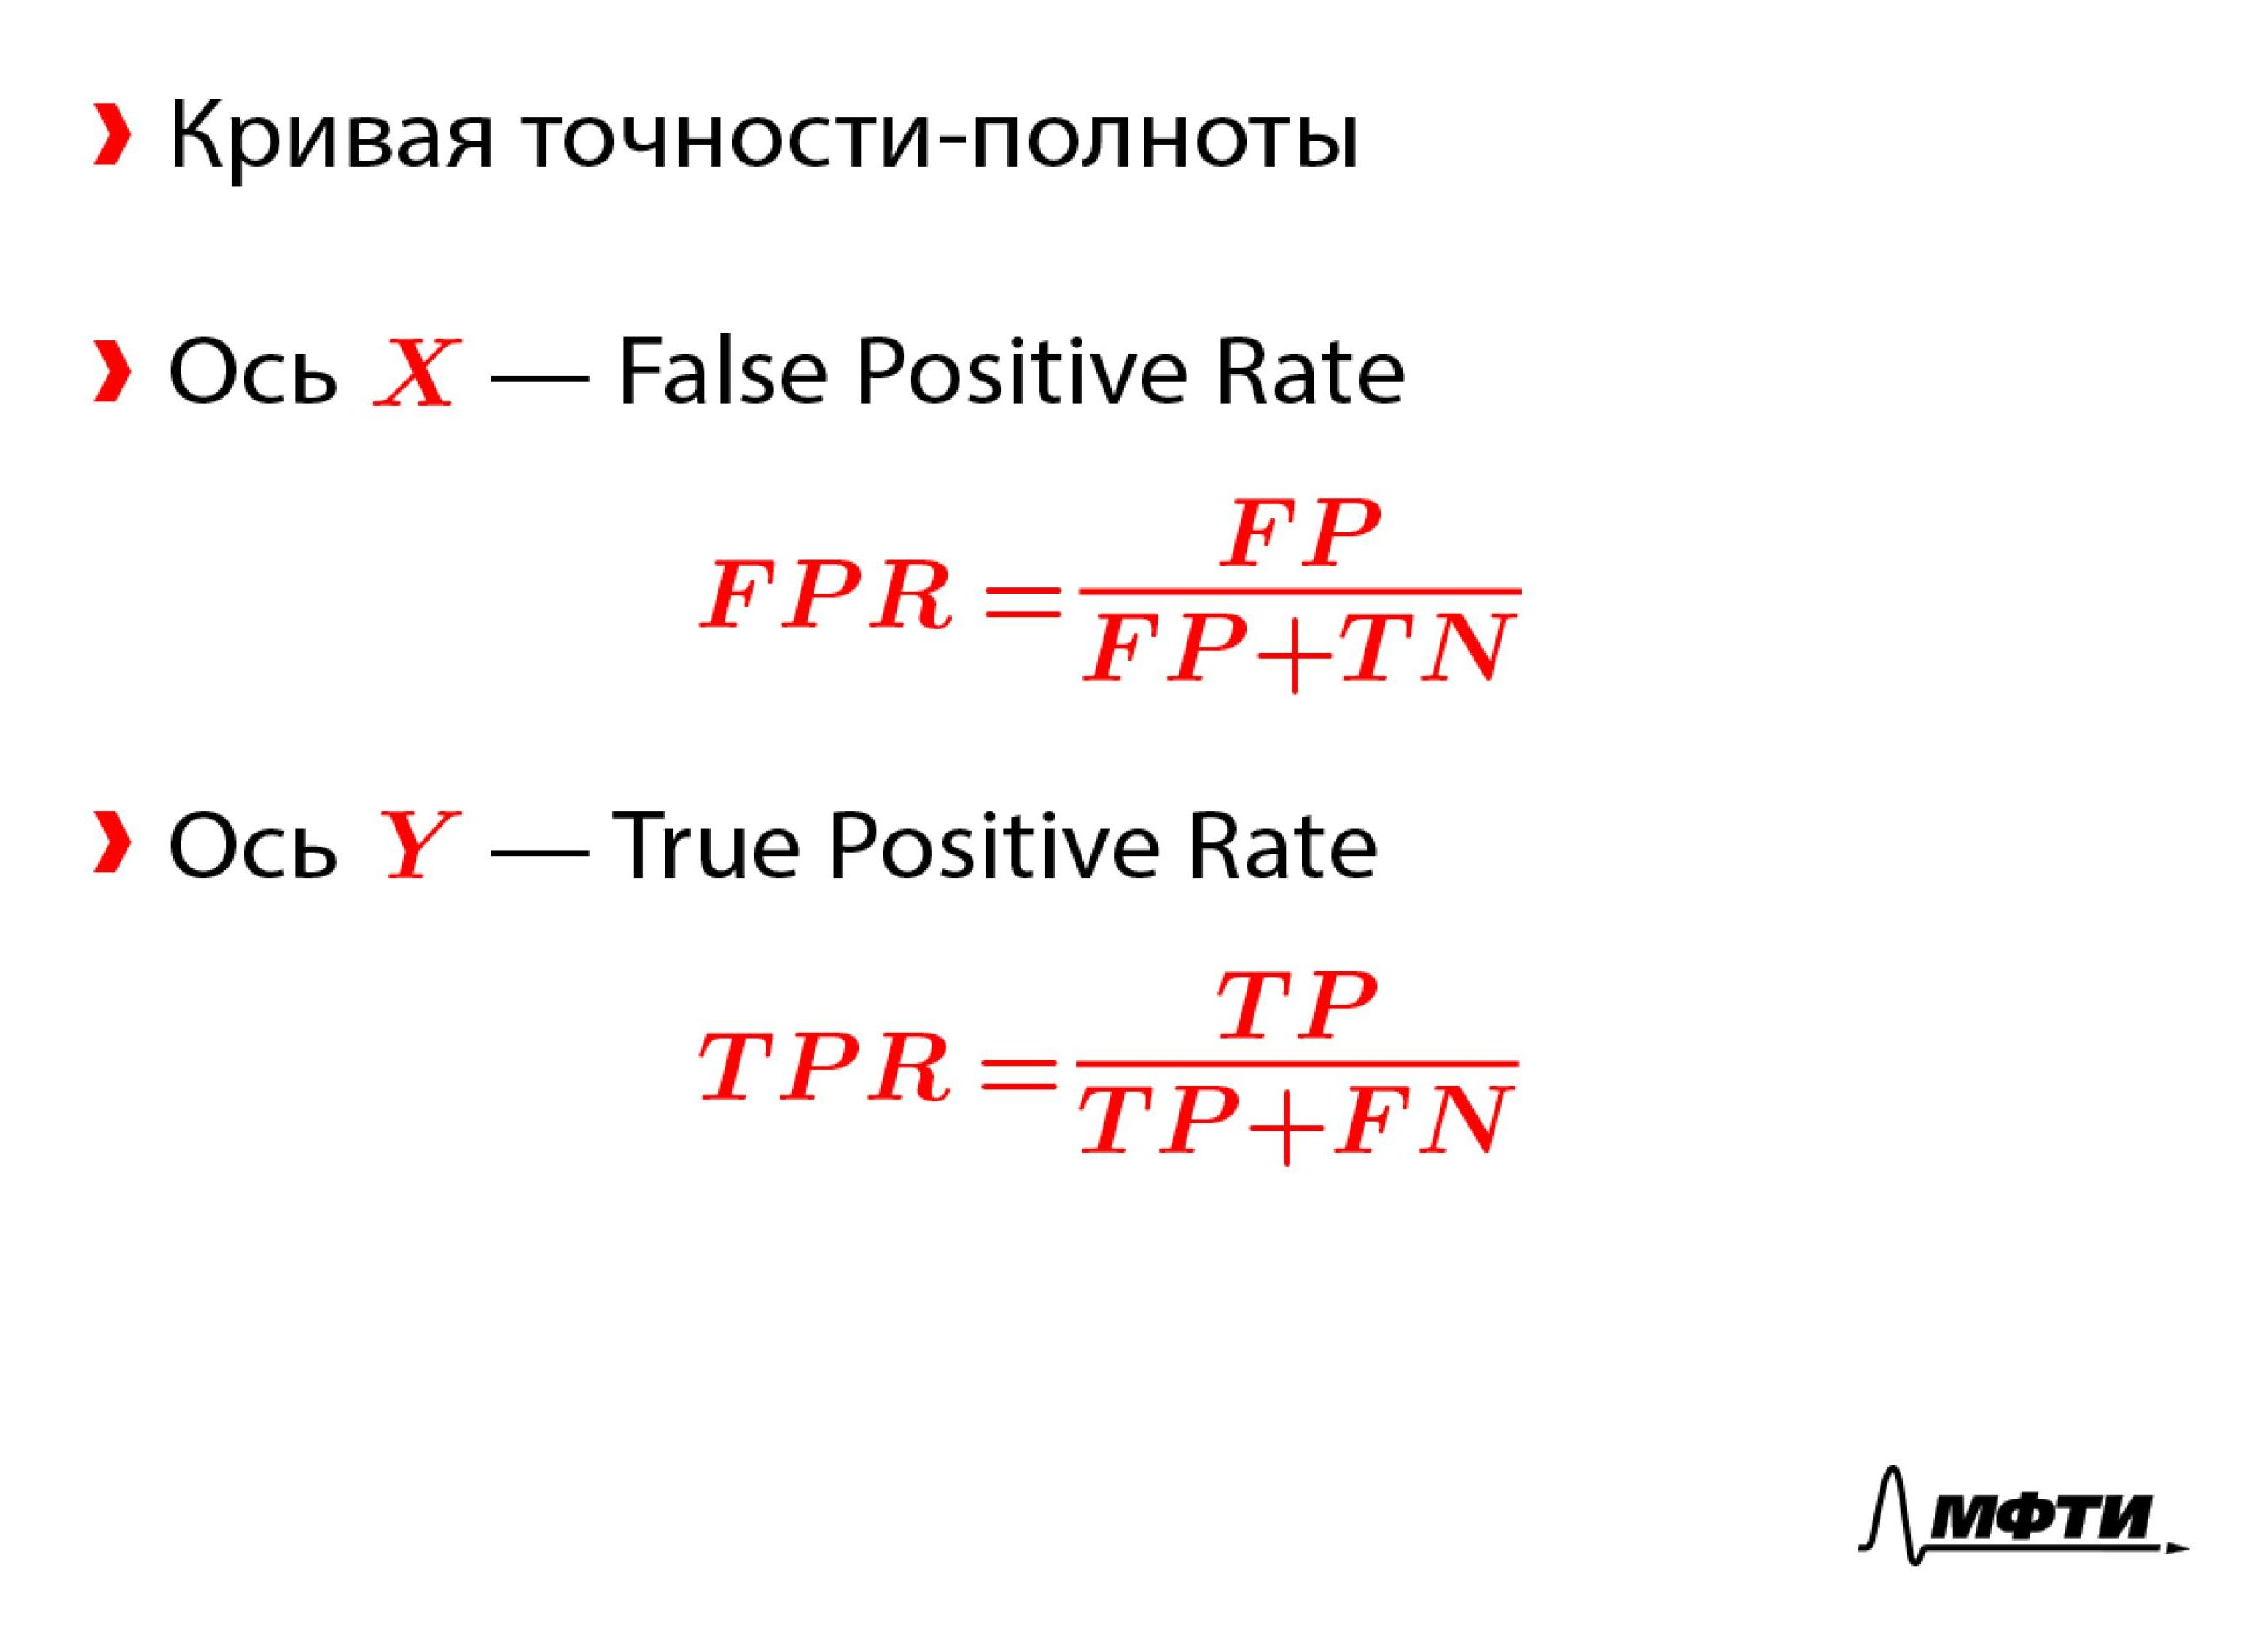 Кривая точности-полноты
Ось X — False Positive Rate
FPR = FP / FP+TN
Ось Y — True Positive Rate
TPR = TP / TP+FN
МФТИ